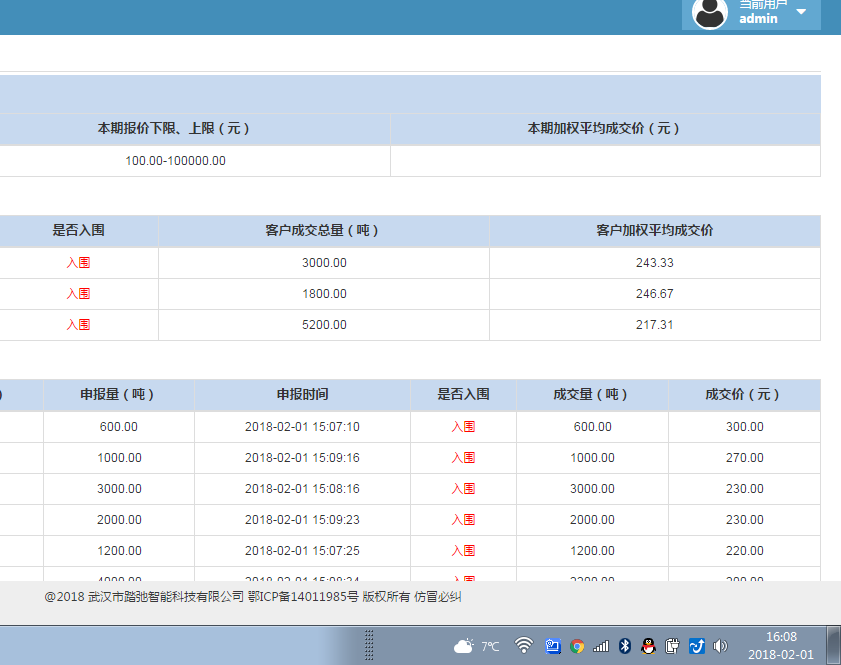 当前用户
admin
本期报价下限、上限（元） 本期加权平均成交价（元）
100.00-100000.00
是否入围 客户成交总量（吨） 客户加权平均成交价
入围 3000.00 243.33
入围 1800.00 246.67
入围 5200.00 217.31
） 申报量（吨） 申报时间 是否入围 成交量（吨） 成交价（元）
600.00 2018-02-01 15:07:10 入围 600.00 300.00
1000.00 2018-02-01 15:09:16 入围 1000.00 270.00
3000.00 2018-02-01 15:08:16 入围 3000.00 230.00
2000.00 2018-02-01 15:09:23 入围 2000.00 230.00
1200.00 2018-02-01 15:07:25 入围 1200.00 220.00
@2018 武汉市踏弛智能科技有限公司 鄂ICP备14011985号 版权所有 仿冒必纠
7℃ 16:08
2018-02-01